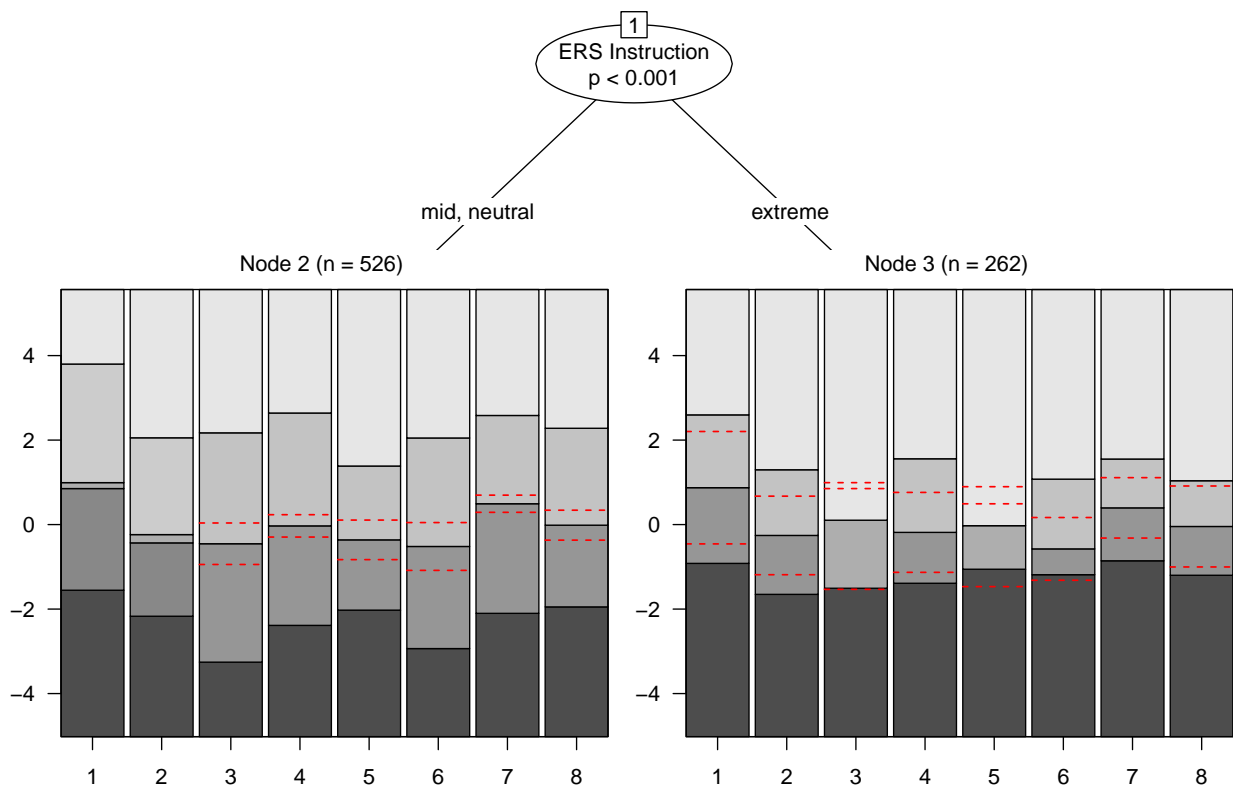 1
ERS Instruction
p < 0.001
mid, neutral
extreme
Node 2 (n = 526)
4
2
0
−2
−4
1 2 3 4 5 6 7 8
Node 3 (n = 262)
4
2
0
−2
−4
1 2 3 4 5 6 7 8